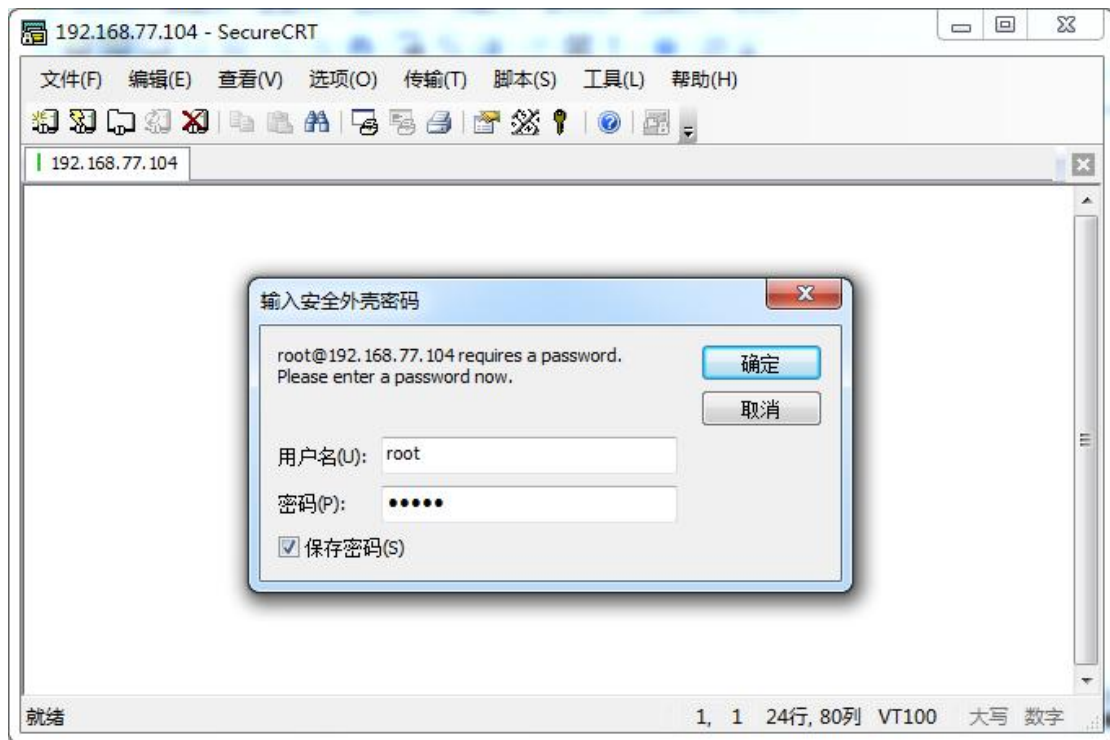 192.168.77.104 - SecureCRT
文件(F) 编辑(E) 查看(V) 选项(O) 传输(T) 脚本(S) 工具(L) 帮助(H)
192.168.77.104
输入安全外壳密码
root@192.168.77.104 requires a password.
Please enter a password now.
确定
取消
用户名(U): root
密码(P): •••••
保存密码(S)
就绪 1, 1 24行, 80列 VT100 大写 数字